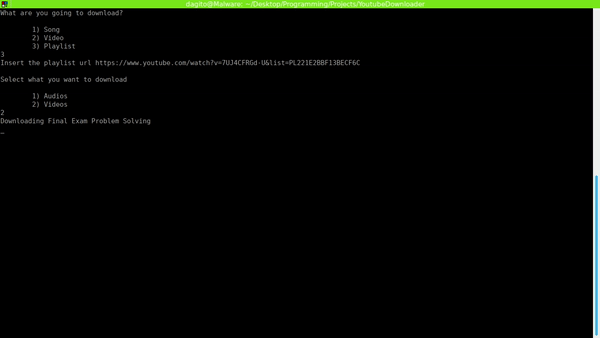 dagito@Malware: ~/Desktop/Programming/Projects/YoutubeDownloader
What are you going to download?
1) Song
2) Video
3) Playlist
3
Insert the playlist url https://www.youtube.com/watch?v=7UJ4CFRGd-U&list=PL221E2BBF13BECF6C
Select what you want to download
1) Audios
2) Videos
2
Downloading Final Exam Problem Solving